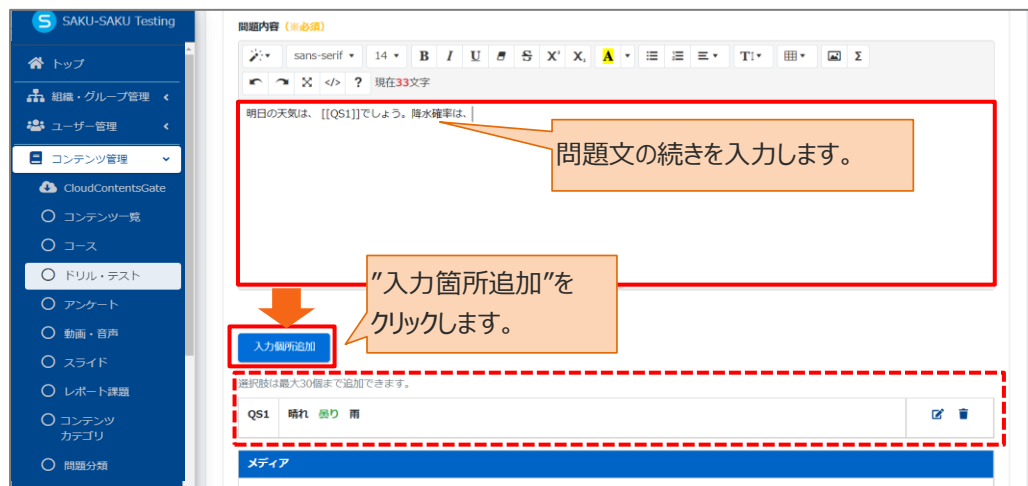 SAKU-SAKU Testing
トップ
組織・グループ管理
ユーザー管理
コンテンツ管理
CloudContentsGate
コンテンツ一覧
コース
ドリル・テスト
アンケート
動画・音声
スライド
レポート課題
コンテンツ
カテゴリ
問題分類
問題内容（※必須）
sans-serif 14 B I U S X² X₂ A T I Σ
</> ? 現在33文字
明日の天気は、 [[QS1]]でしょう。降水確率は、
問題文の続きを入力します。
”入力箇所追加”を
クリックします。
入力個所追加
選択肢は最大30個まで追加できます。
QS1 晴れ 曇り 雨
メディア